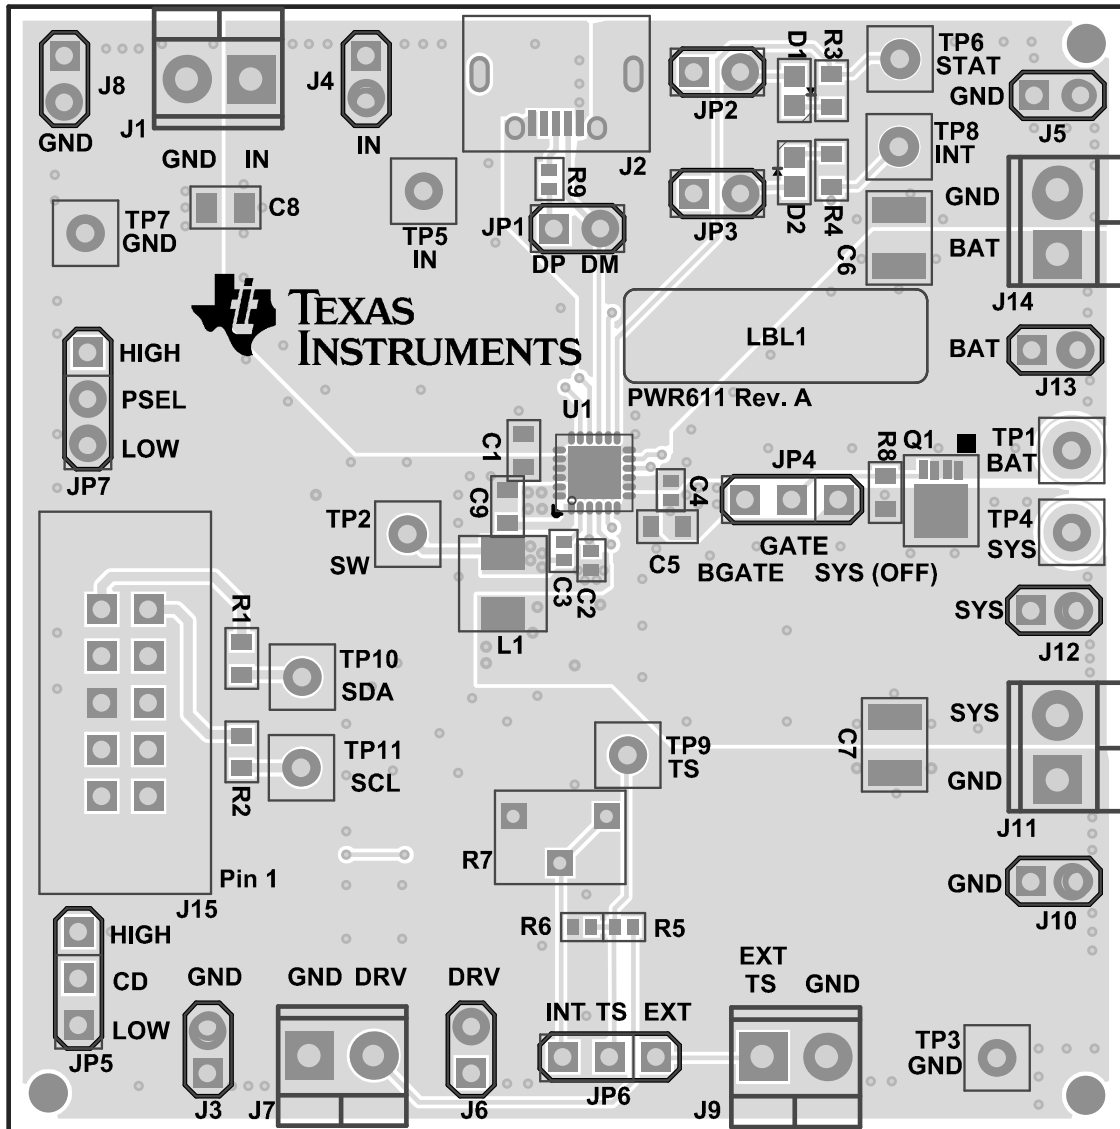 J8
GND
J1
GND IN
J4
IN
J2
R9
JP1
DP DM
JP2
D1
R3
TP6
STAT
GND
J5
TP8
INT
JP3
D2
R4
C6
GND
BAT
J14
TP7
GND
C8
TP5
IN
TEXAS
INSTRUMENTS
LBL1
PWR611 Rev. A
BAT
J13
HIGH
PSEL
LOW
JP7
U1
C1
C9
C4
C5
JP4
R8
Q1
TP1
BAT
TP2
SW
C3
C2
L1
GATE
BGATE
SYS (OFF)
TP4
SYS
SYS
J12
R1
TP10
SDA
TP11
SCL
R2
TP9
TS
C7
SYS
GND
J11
R7
Pin 1
J15
GND
J10
HIGH
CD
LOW
JP5
R6
R5
GND
J3
GND DRV
J7
DRV
J6
INT TS EXT
JP6
EXT
TS
GND
J9
TP3
GND